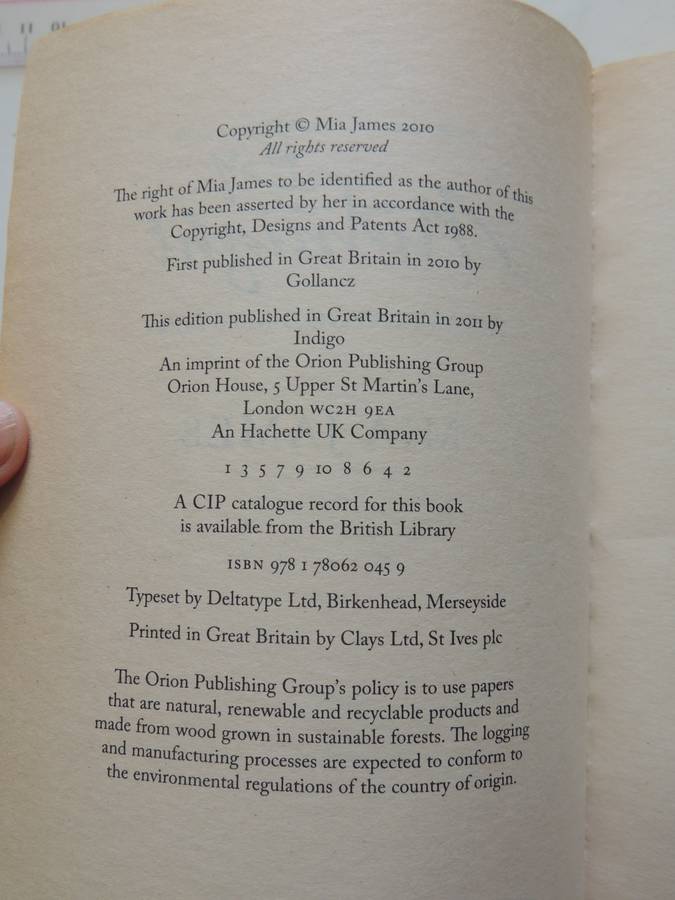 Copyright © Mia James 2010
All rights reserved
The right of Mia James to be identified as the author of this
work has been asserted by her in accordance with the
Copyright, Designs and Patents Act 1988.
First published in Great Britain in 2010 by
Gollancz
This edition published in Great Britain in 2011 by
Indigo
An imprint of the Orion Publishing Group
Orion House, 5 Upper St Martin's Lane,
London WC2H 9EA
An Hachette UK Company
1 3 5 7 9 10 8 6 4 2
A CIP catalogue record for this book
is available from the British Library
ISBN 978 1 78062 045 9
Typeset by Deltatype Ltd, Birkenhead, Merseyside
Printed in Great Britain by Clays Ltd, St Ives plc
The Orion Publishing Group's policy is to use papers
that are natural, renewable and recyclable products and
made from wood grown in sustainable forests. The logging
and manufacturing processes are expected to conform to
the environmental regulations of the country of origin.